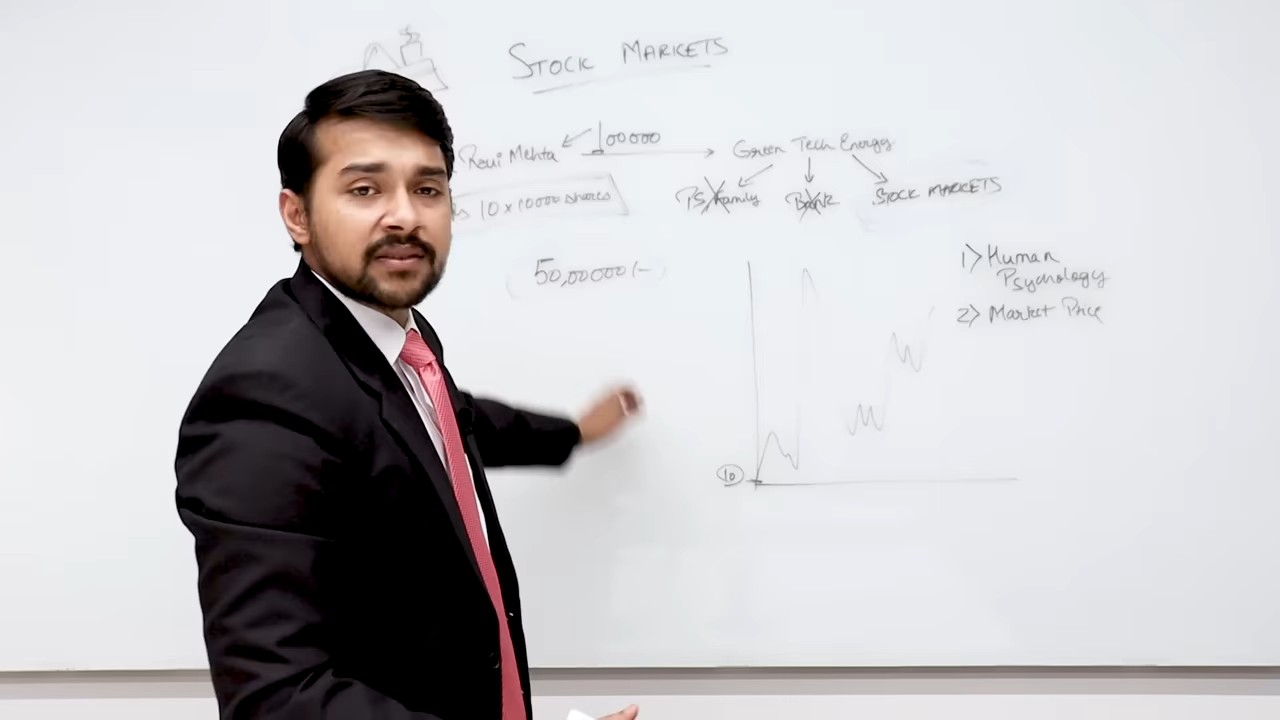 STOCK MARKETS
Ravi Mehta
100000
Green Tech Energy
Rs 10 x 10000 shares
Family
BANK
STOCK MARKETS
50,00000/-
1) Human
Psychology
2) Market Price
10